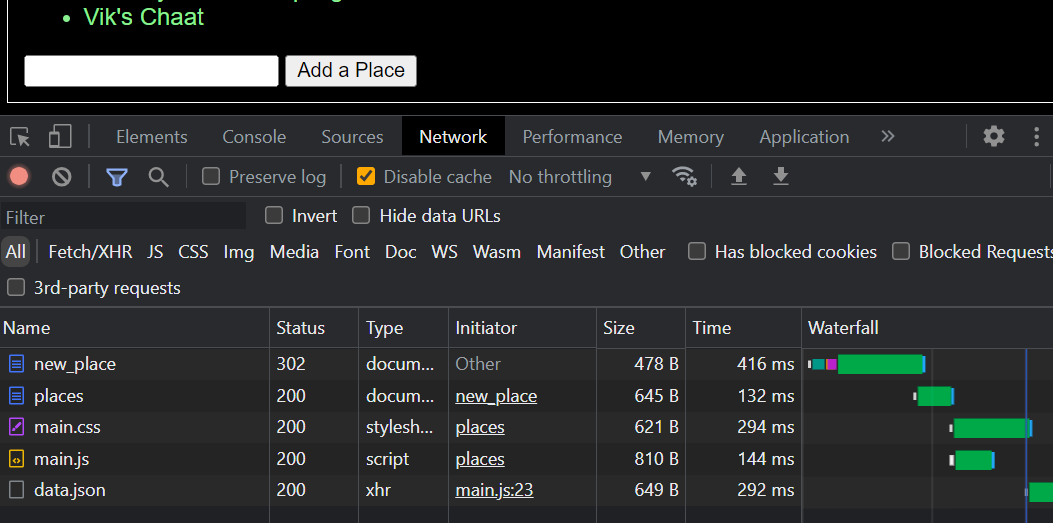 Vik's Chaat
Add a Place
Elements Console Sources Network Performance Memory Application
Preserve log Disable cache No throttling
Filter Invert Hide data URLs
All Fetch/XHR JS CSS Img Media Font Doc WS Wasm Manifest Other Has blocked cookies Blocked Requests
3rd-party requests
Name Status Type Initiator Size Time Waterfall
new_place 302 docum... Other 478 B 416 ms
places 200 docum... new_place 645 B 132 ms
main.css 200 stylesh... places 621 B 294 ms
main.js 200 script places 810 B 144 ms
data.json 200 xhr main.js:23 649 B 292 ms